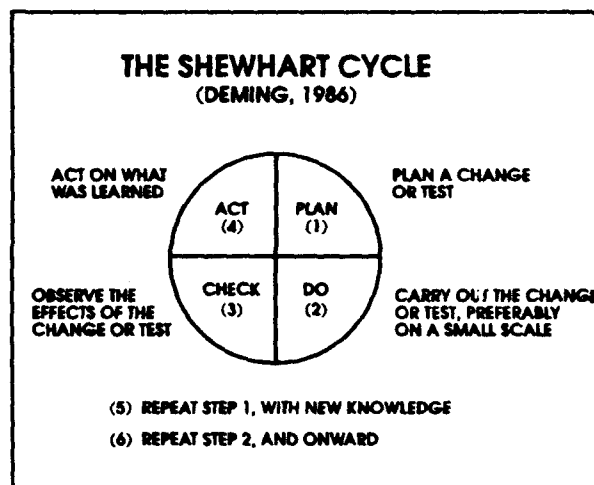 THE SHEWHART CYCLE
(DEMING, 1986)
ACT ON WHAT
WAS LEARNED
PLAN A CHANGE
OR TEST
ACT
(4)
PLAN
(1)
OBSERVE THE
EFFECTS OF THE
CHANGE OR TEST
CHECK
(3)
DO
(2)
CARRY OUT THE CHANGE
OR TEST, PREFERABLY
ON A SMALL SCALE
(5) REPEAT STEP 1, WITH NEW KNOWLEDGE
(6) REPEAT STEP 2, AND ONWARD